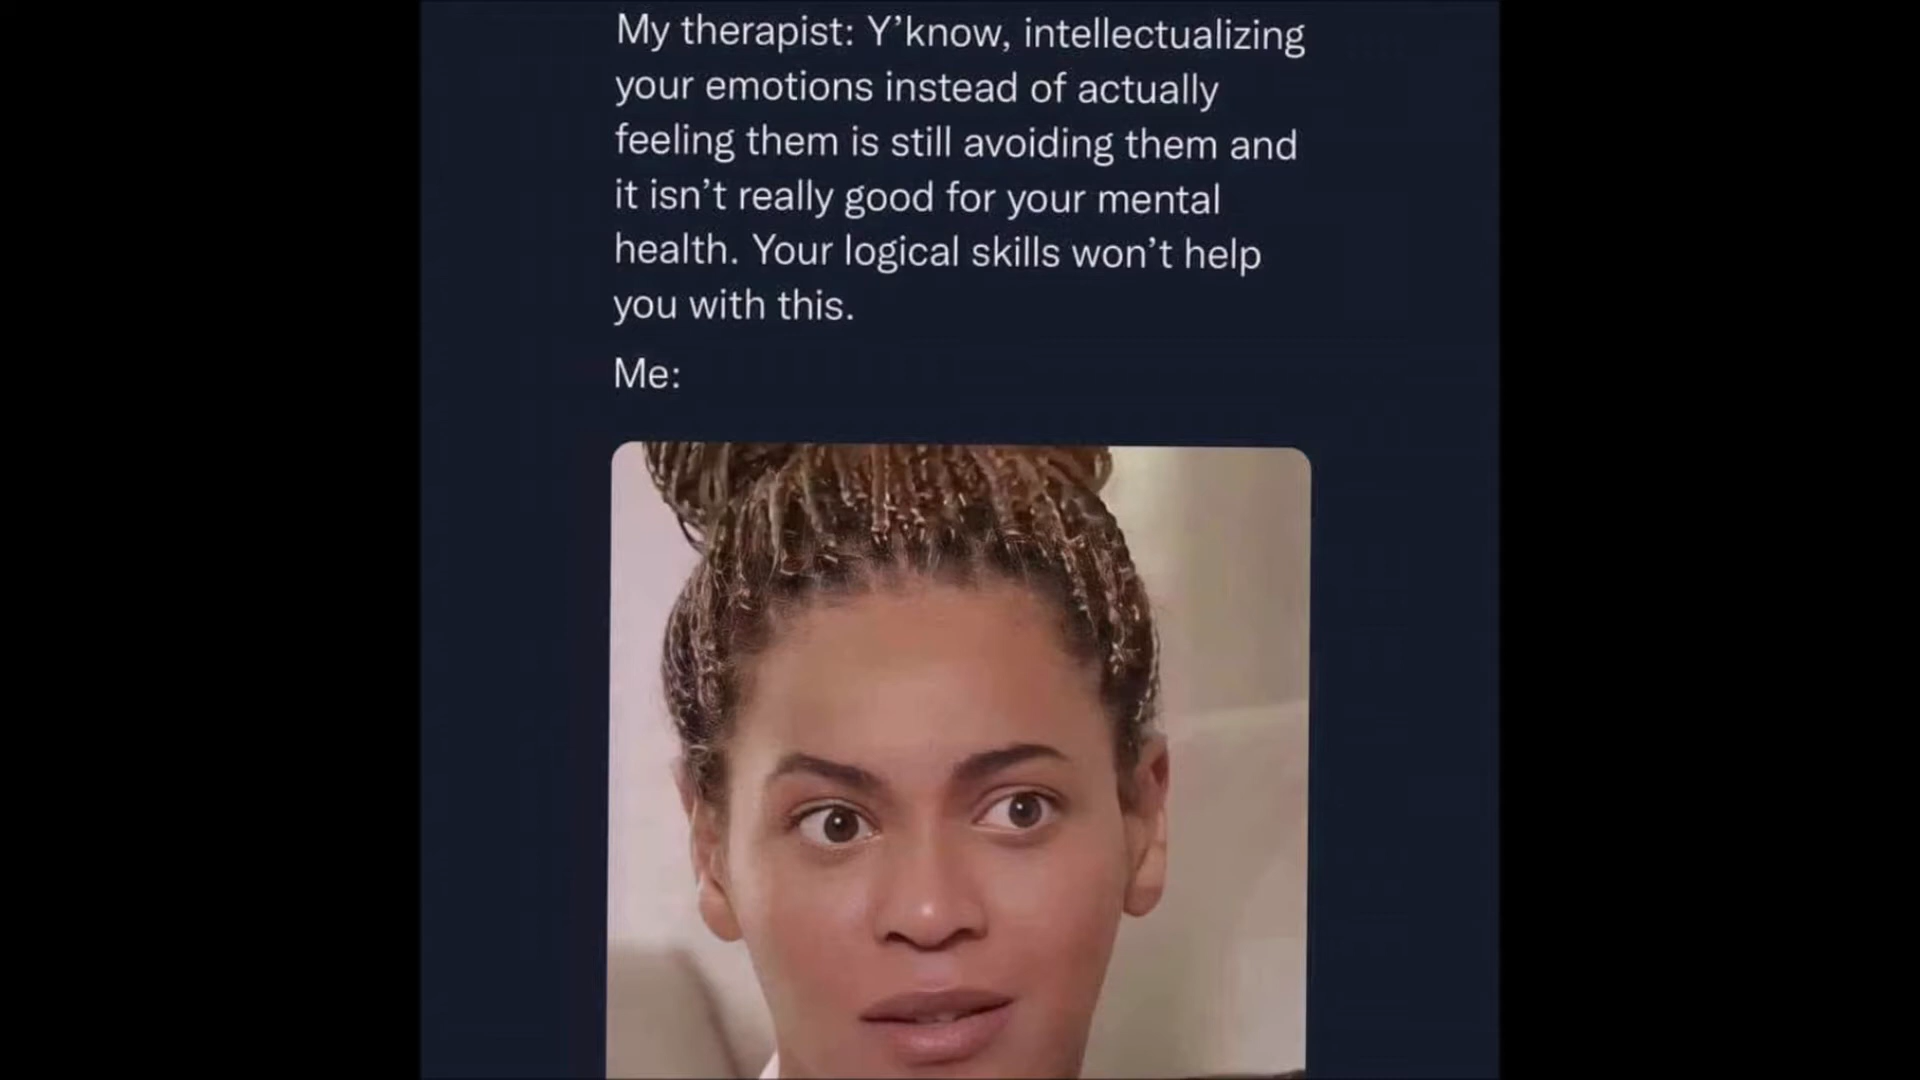 My therapist: Y’know, intellectualizing
your emotions instead of actually
feeling them is still avoiding them and
it isn’t really good for your mental
health. Your logical skills won’t help
you with this.
Me: